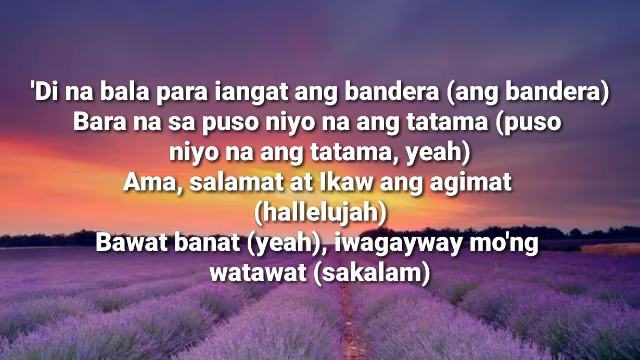 'Di na bala para iangat ang bandera (ang bandera)
Bara na sa puso niyo na ang tatama (puso
niyo na ang tatama, yeah)
Ama, salamat at Ikaw ang agimat
(hallelujah)
Bawat banat (yeah), iwagayway mo'ng
watawat (sakalam)